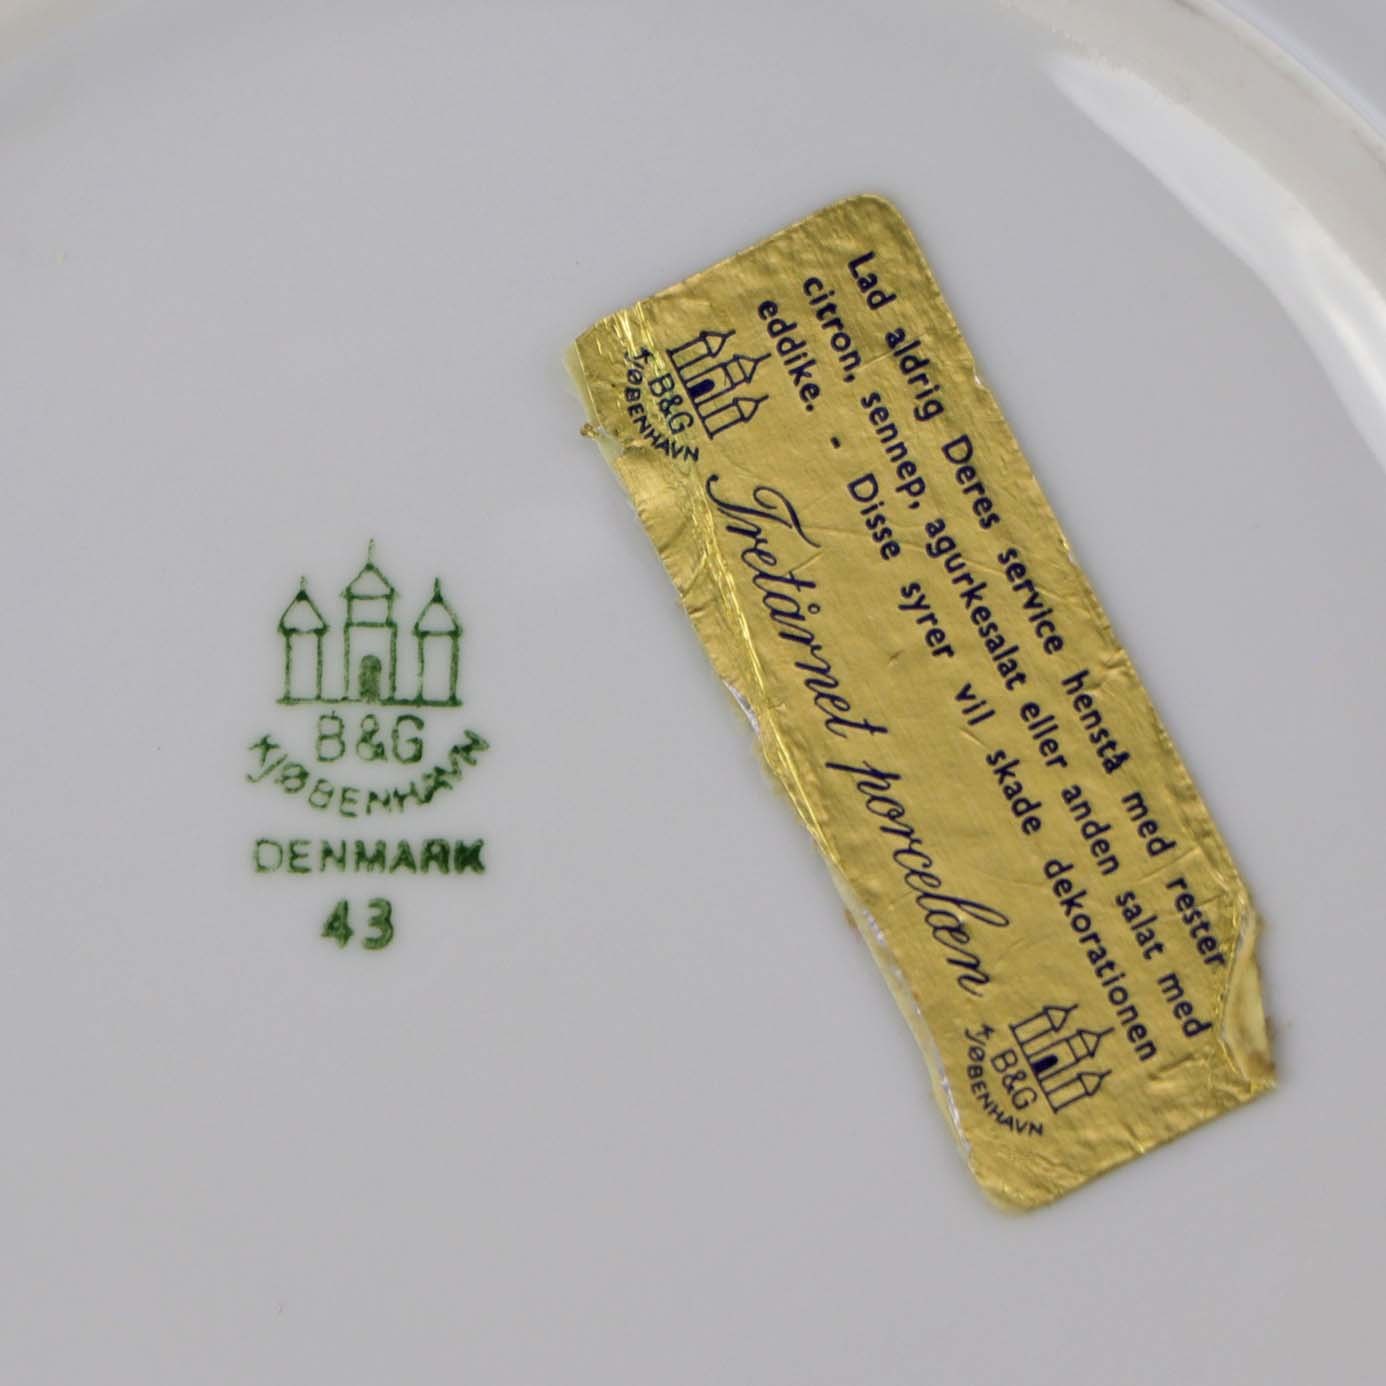 B&G
KJØBENHAVN
DENMARK
43
Lad aldrig Deres service henstå med rester
citron, sennep, agurkesalat eller anden salat med
eddike. - Disse syrer vil skade dekorationen
B&G
KJØBENHAVN
Tretårnet porcelæn
B&G
KJØBENHAVN